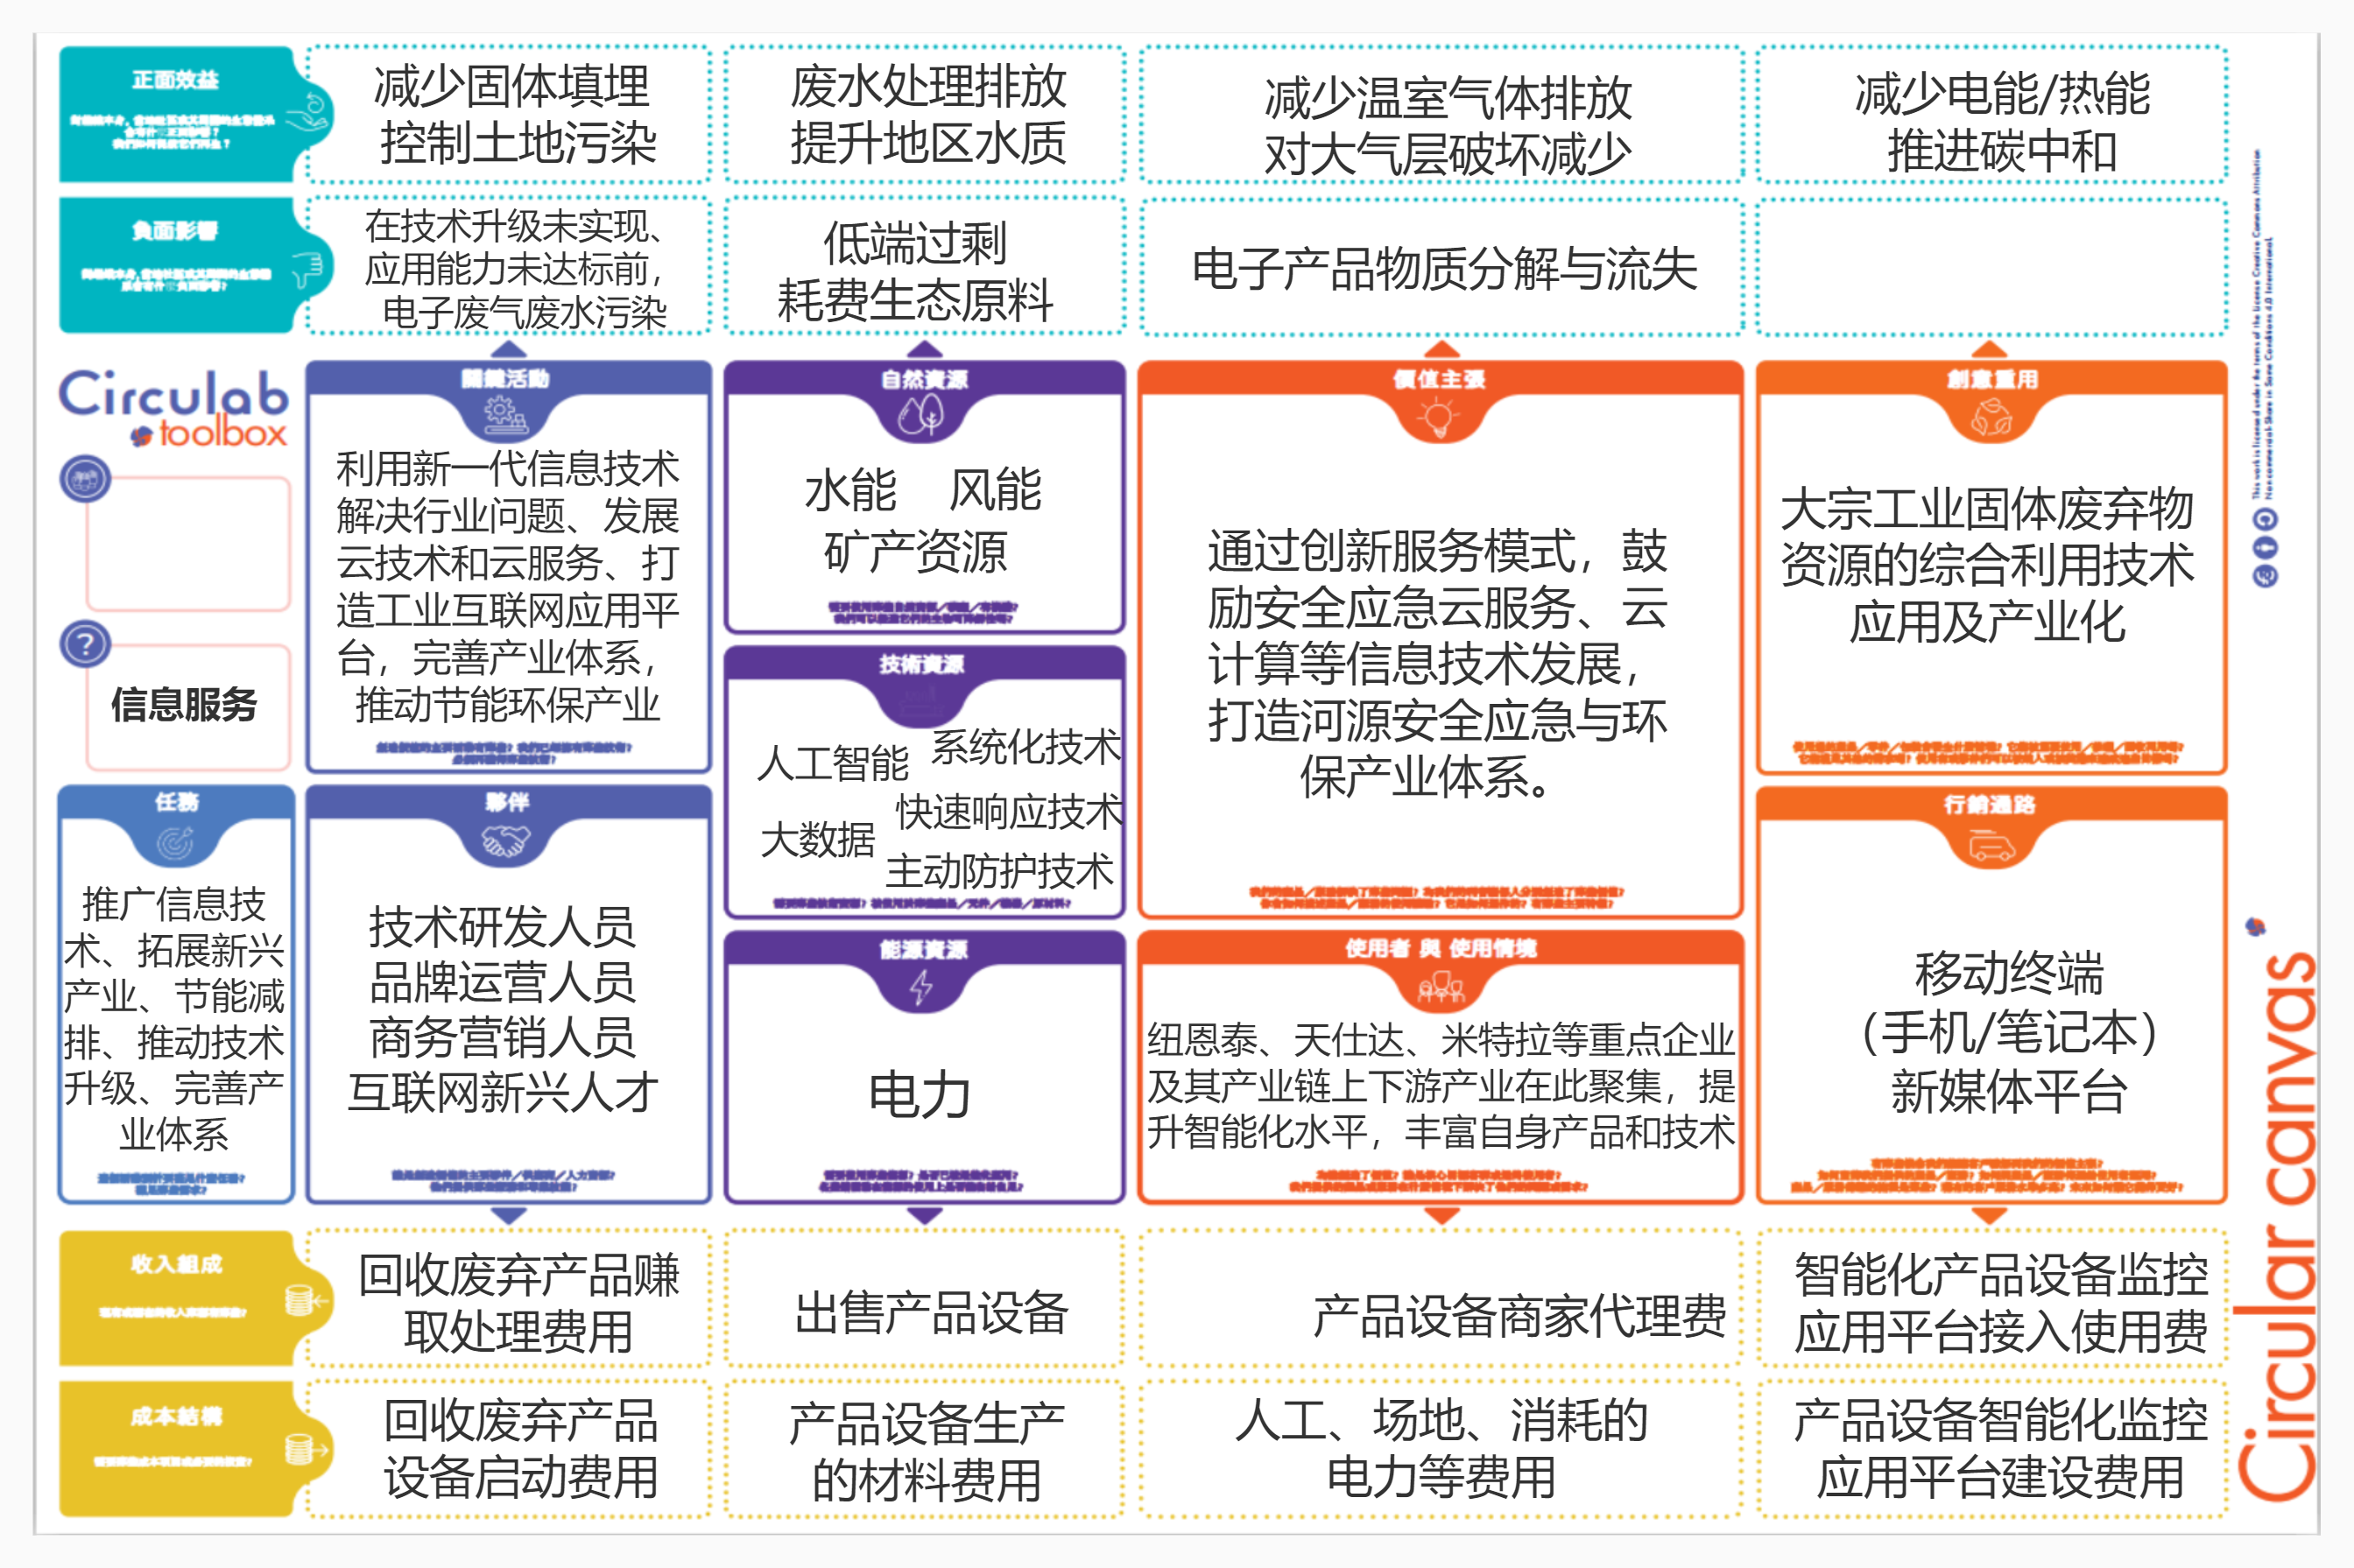 正面效益
减少固体填埋
控制土地污染
废水处理排放
提升地区水质
减少温室气体排放
对大气层破坏减少
减少电能/热能
推进碳中和
負面影響
在技术升级未实现、
应用能力未达标前，
电子废气废水污染
低端过剩
耗费生态原料
电子产品物质分解与流失
Circulab
toolbox
信息服务
關鍵活動
利用新一代信息技术
解决行业问题、发展
云技术和云服务、打
造工业互联网应用平
台，完善产业体系，
推动节能环保产业
自然資源
水能 风能
矿产资源
技術資源
人工智能
系统化技术
大数据
快速响应技术
主动防护技术
價值主張
通过创新服务模式，鼓
励安全应急云服务、云
计算等信息技术发展，
打造河源安全应急与环
保产业体系。
創意重用
大宗工业固体废弃物
资源的综合利用技术
应用及产业化
任務
推广信息技
术、拓展新兴
产业、节能减
排、推动技术
升级、完善产
业体系
夥伴
技术研发人员
品牌运营人员
商务营销人员
互联网新兴人才
能源資源
电力
使用者 與 使用情境
纽恩泰、天仕达、米特拉等重点企业
及其产业链上下游产业在此聚集，提
升智能化水平，丰富自身产品和技术
行銷通路
移动终端
（手机/笔记本）
新媒体平台
收入組成
回收废弃产品赚
取处理费用
出售产品设备
产品设备商家代理费
智能化产品设备监控
应用平台接入使用费
成本結構
回收废弃产品
设备启动费用
产品设备生产
的材料费用
人工、场地、消耗的
电力等费用
产品设备智能化监控
应用平台建设费用
This work is licensed under the terms of the License Creative Commons Attribution
Non-commercial-Share in Same Conditions 4.0 International.
Circular canvas